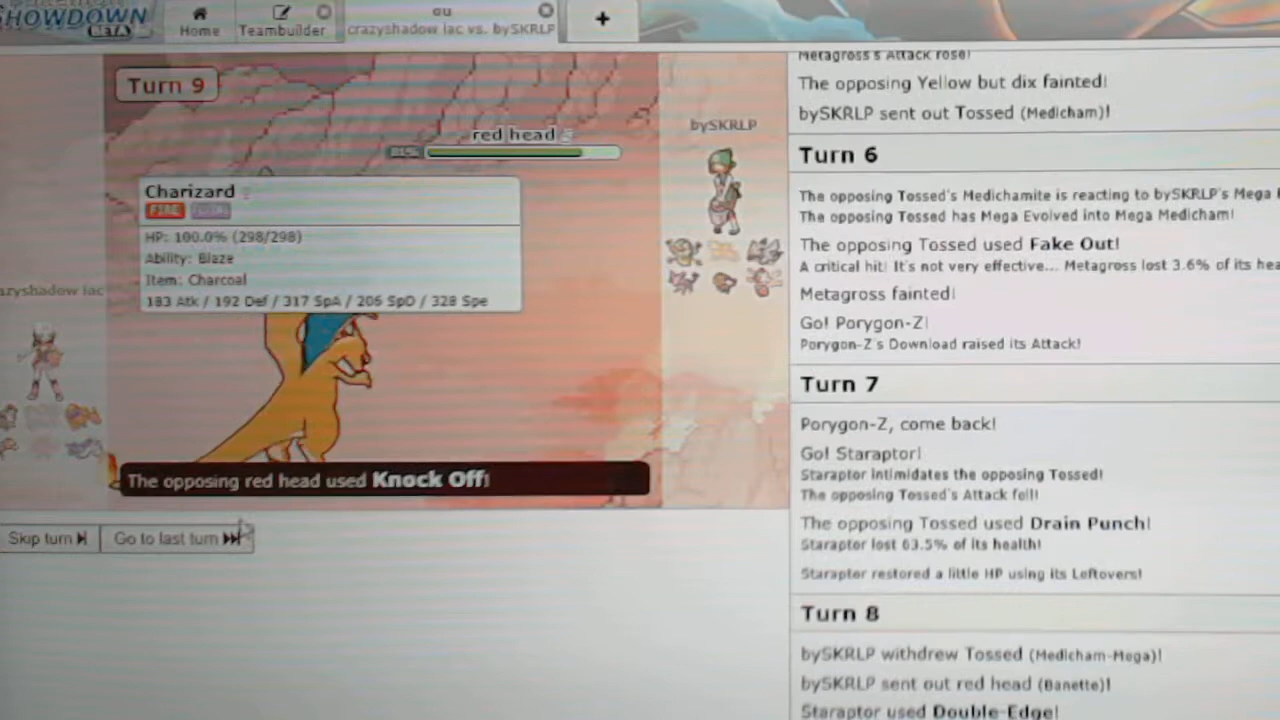 SHOWDOWN
Beta
Home
Teambuilder
ou
crazyshadow lac vs. bySKRLP
+
Turn 9
red head
81%
bySKRLP
Charizard
FIRE
HP: 100.0% (298/298)
Ability: Blaze
Item: Charcoal
183 Atk / 192 Def / 317 SpA / 206 SpD / 328 Spe
azyshadow lac
The opposing red head used Knock Off!
Skip turn
Go to last turn
Metagross's Attack rose!
The opposing Yellow but dix fainted!
bySKRLP sent out Tossed (Medicham)!
Turn 6
The opposing Tossed's Medichamite is reacting to bySKRLP's Mega
The opposing Tossed has Mega Evolved into Mega Medicham!
The opposing Tossed used Fake Out!
A critical hit! It's not very effective... Metagross lost 3.6% of its hea
Metagross fainted!
Go! Porygon-Z!
Porygon-Z's Download raised its Attack!
Turn 7
Porygon-Z, come back!
Go! Staraptor!
Staraptor intimidates the opposing Tossed!
The opposing Tossed's Attack fell!
The opposing Tossed used Drain Punch!
Staraptor lost 63.5% of its health!
Staraptor restored a little HP using its Leftovers!
Turn 8
bySKRLP withdrew Tossed (Medicham-Mega)!
bySKRLP sent out red head (Banette)!
Staraptor used Double-Edge!